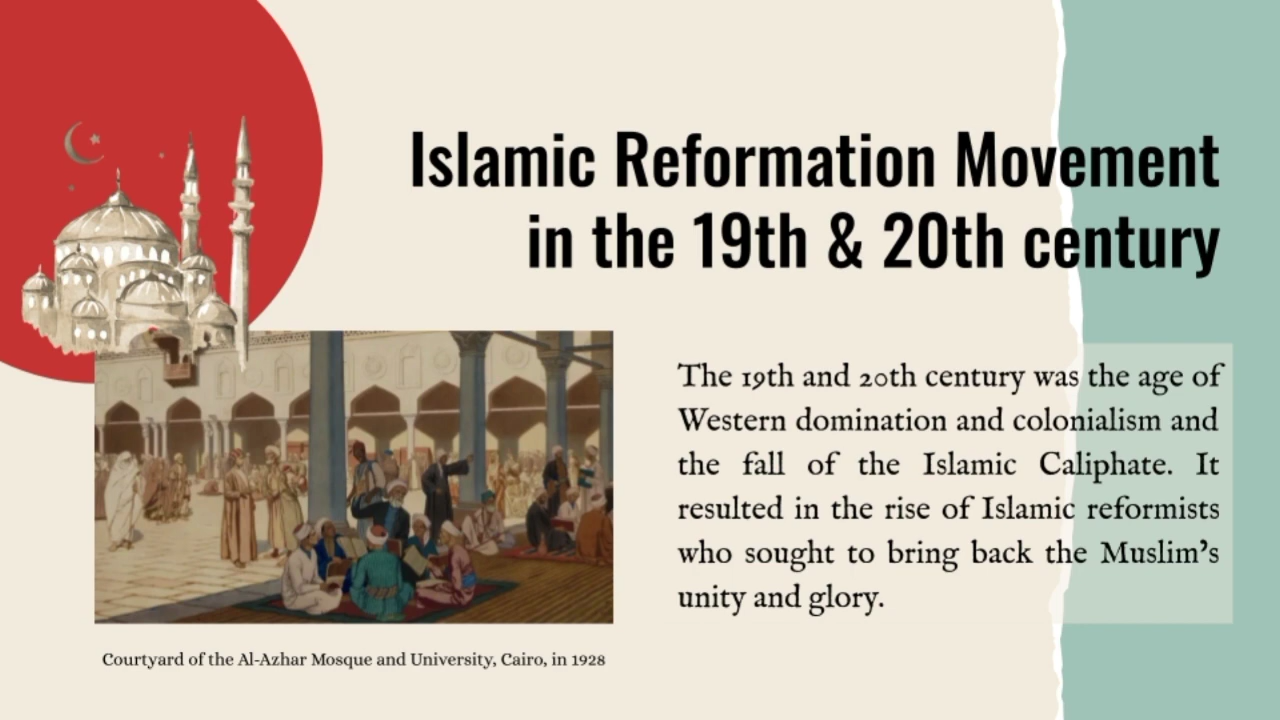 Islamic Reformation Movement
in the 19th & 20th century
The 19th and 20th century was the age of
Western domination and colonialism and
the fall of the Islamic Caliphate. It
resulted in the rise of Islamic reformists
who sought to bring back the Muslim's
unity and glory.
Courtyard of the Al-Azhar Mosque and University, Cairo, in 1928